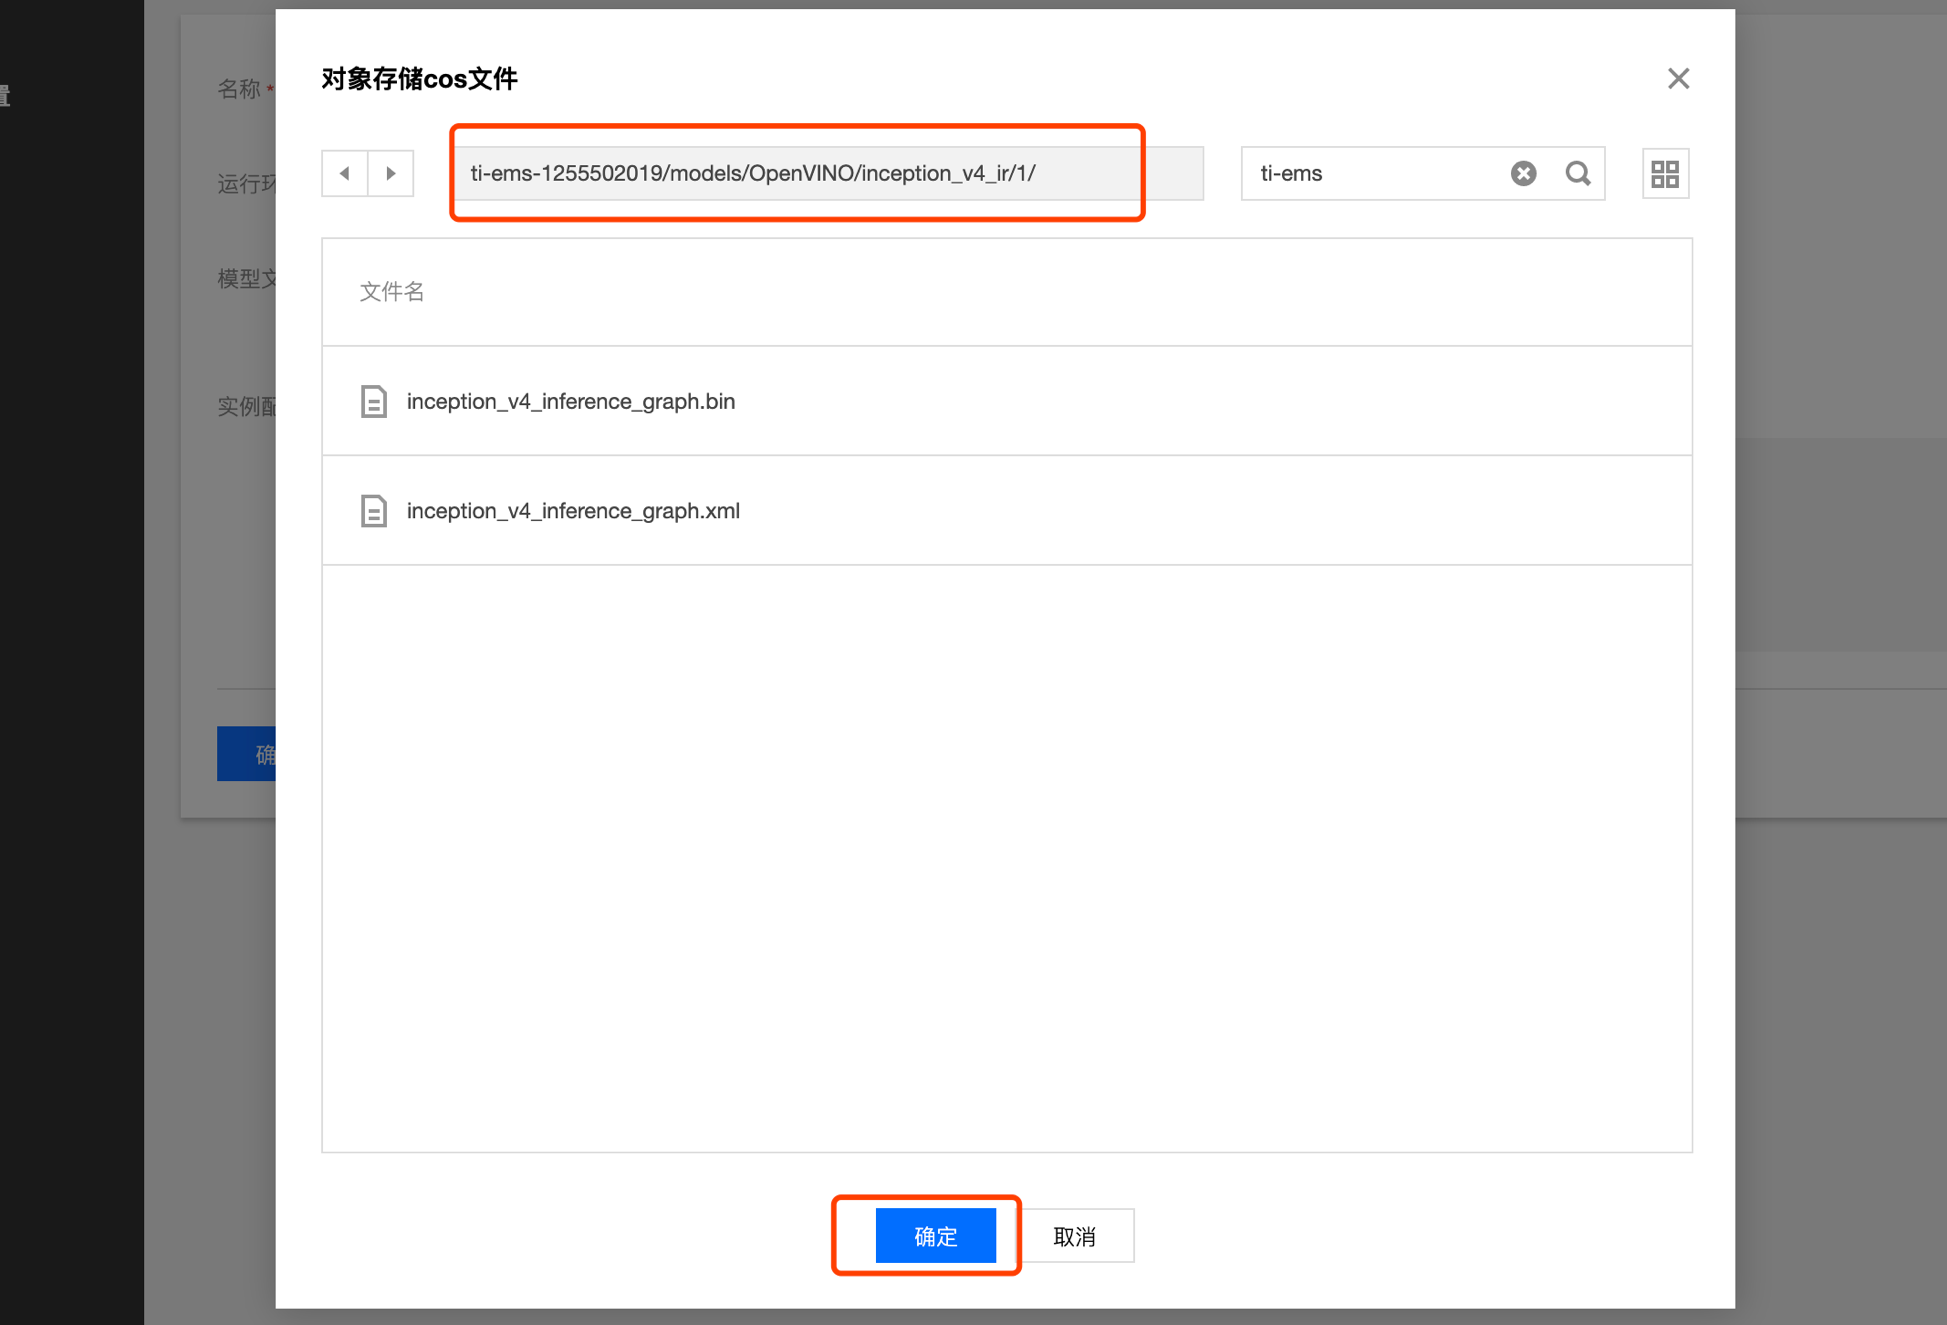 对象存储cos文件
ti-ems-1255502019/models/OpenVINO/inception_v4_ir/1/
ti-ems
文件名
inception_v4_inference_graph.bin
inception_v4_inference_graph.xml
确定
取消
名称 *
运行环
模型文
实例配
确
置